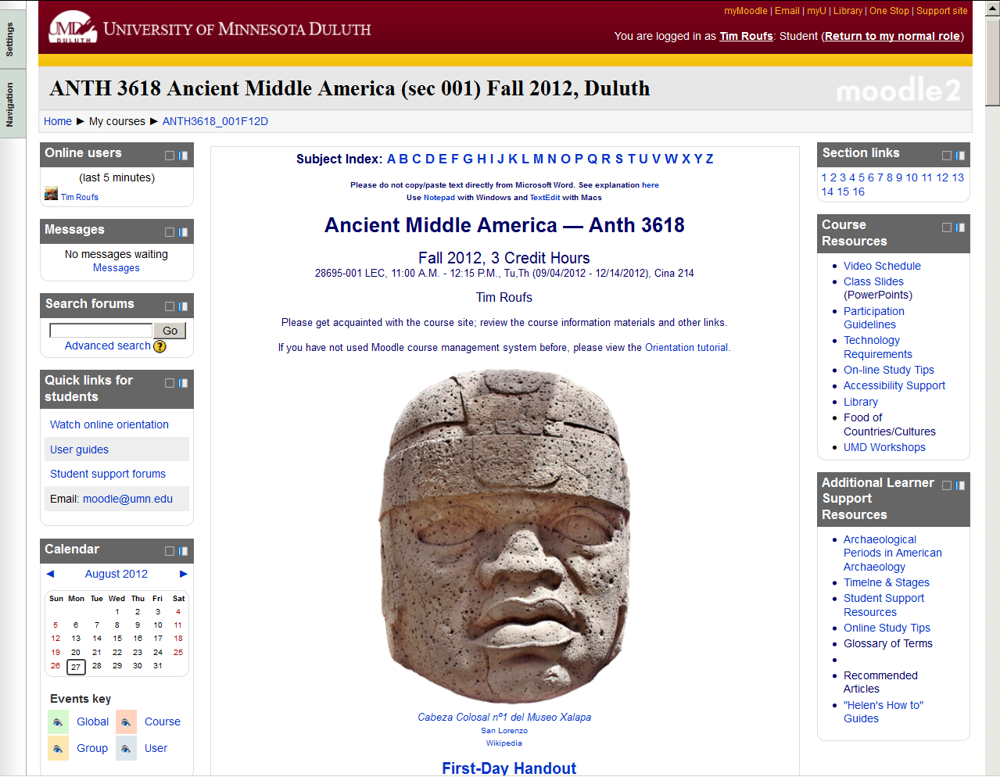 Settings
Navigation
UMD
DULUTH
UNIVERSITY OF MINNESOTA DULUTH
myMoodle | Email | myU | Library | One Stop | Support site
You are logged in as Tim Roufs: Student (Return to my normal role)
ANTH 3618 Ancient Middle America (sec 001) Fall 2012, Duluth
moodle2
Home ► My courses ► ANTH3618_001F12D
Online users
(last 5 minutes)
Tim Roufs
Messages
No messages waiting
Messages
Search forums
Go
Advanced search ?
Quick links for
students
Watch online orientation
User guides
Student support forums
Email: moodle@umn.edu
Calendar
◄ August 2012 ►
Sun Mon Tue Wed Thu Fri Sat
1 2 3 4
5 6 7 8 9 10 11
12 13 14 15 16 17 18
19 20 21 22 23 24 25
26 27 28 29 30 31
Events key
Global Course
Group User
Subject Index: A B C D E F G H I J K L M N O P Q R S T U V W X Y Z
Please do not copy/paste text directly from Microsoft Word. See explanation here
Use Notepad with Windows and TextEdit with Macs
Ancient Middle America — Anth 3618
Fall 2012, 3 Credit Hours
28695-001 LEC, 11:00 A.M. - 12:15 P.M., Tu,Th (09/04/2012 - 12/14/2012), Cina 214
Tim Roufs
Please get acquainted with the course site; review the course information materials and other links.
If you have not used Moodle course management system before, please view the Orientation tutorial.
Cabeza Colosal nº1 del Museo Xalapa
San Lorenzo
Wikipedia
First-Day Handout
Section links
1 2 3 4 5 6 7 8 9 10 11 12 13
14 15 16
Course
Resources
• Video Schedule
• Class Slides
(PowerPoints)
• Participation
Guidelines
• Technology
Requirements
• On-line Study Tips
• Accessibility Support
• Library
• Food of
Countries/Cultures
• UMD Workshops
Additional Learner
Support
Resources
• Archaeological
Periods in American
Archaeology
• Timelne & Stages
• Student Support
Resources
• Online Study Tips
• Glossary of Terms
•
• Recommended
Articles
• "Helen's How to"
Guides